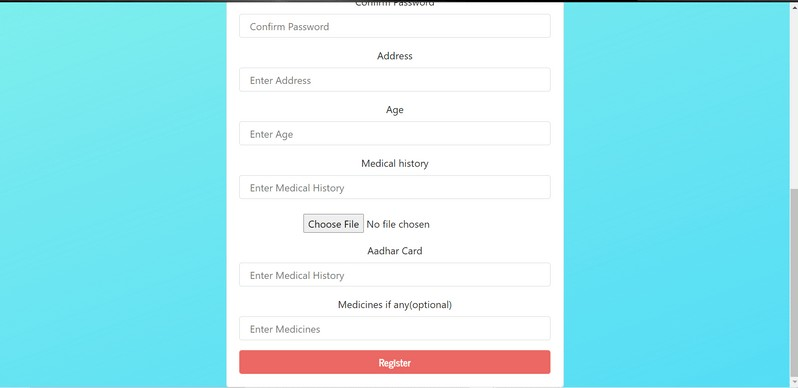 Confirm Password
Confirm Password
Address
Enter Address
Age
Enter Age
Medical history
Enter Medical History
Choose File No file chosen
Aadhar Card
Enter Medical History
Medicines if any(optional)
Enter Medicines
Register